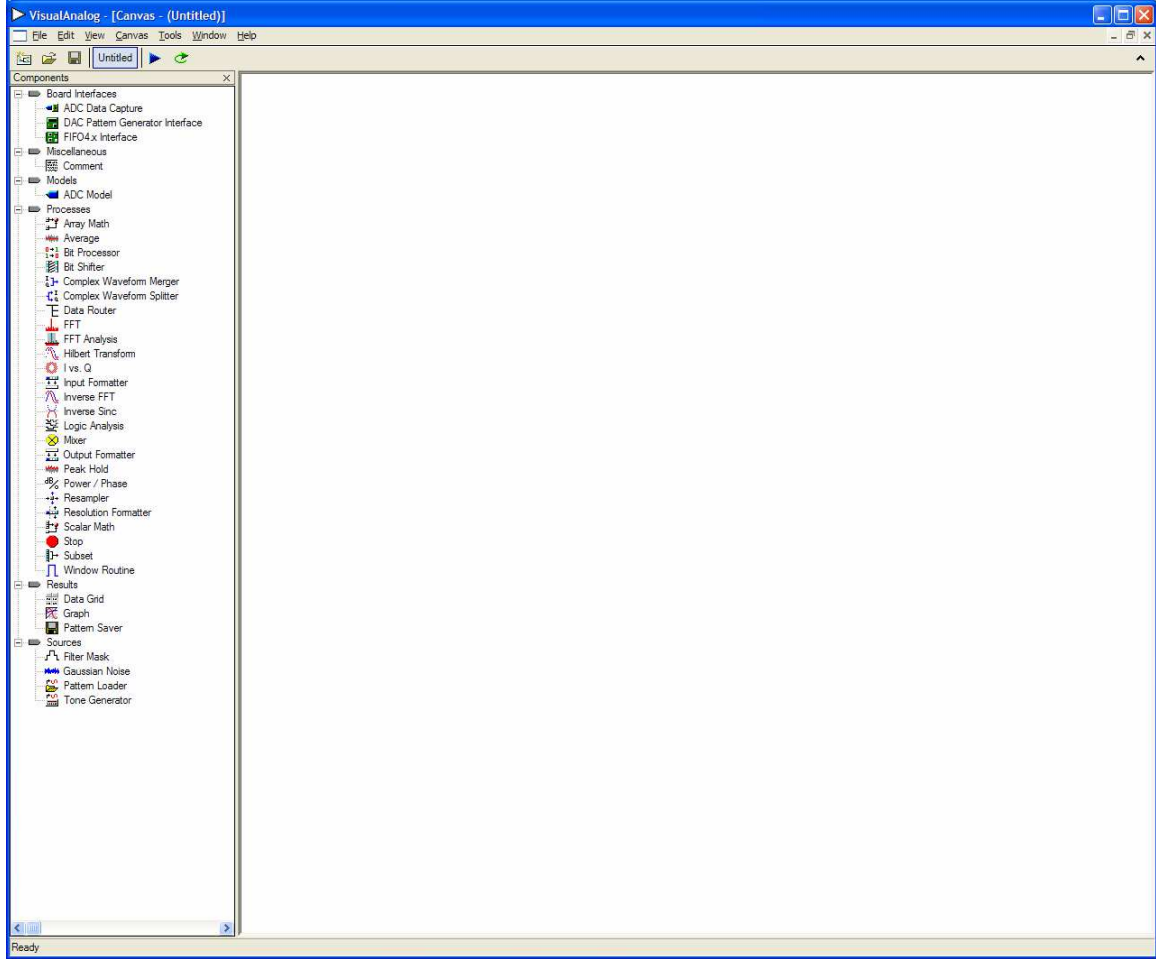 VisualAnalog - [Canvas - (Untitled)]
File Edit View Canvas Tools Window Help
Untitled
Components
Board Interfaces
ADC Data Capture
DAC Pattern Generator Interface
FIFO4.x Interface
Miscellaneous
Comment
Models
ADC Model
Processes
Array Math
Average
Bit Processor
Bit Shifter
Complex Waveform Merger
Complex Waveform Splitter
Data Router
FFT
FFT Analysis
Hilbert Transform
I vs. Q
Input Formatter
Inverse FFT
Inverse Sinc
Logic Analysis
Mixer
Output Formatter
Peak Hold
Power / Phase
Resampler
Resolution Formatter
Scalar Math
Stop
Subset
Window Routine
Results
Data Grid
Graph
Pattern Saver
Sources
Filter Mask
Gaussian Noise
Pattern Loader
Tone Generator
Ready